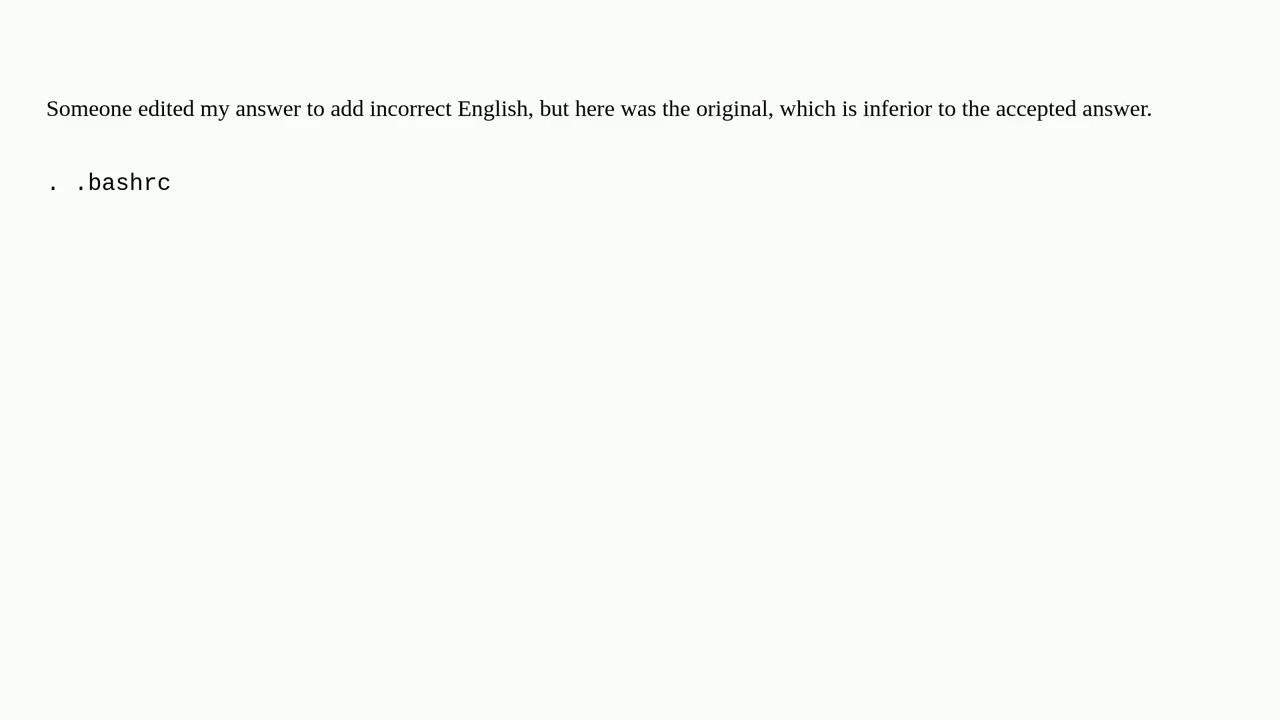 Someone edited my answer to add incorrect English, but here was the original, which is inferior to the accepted answer.
. .bashrc